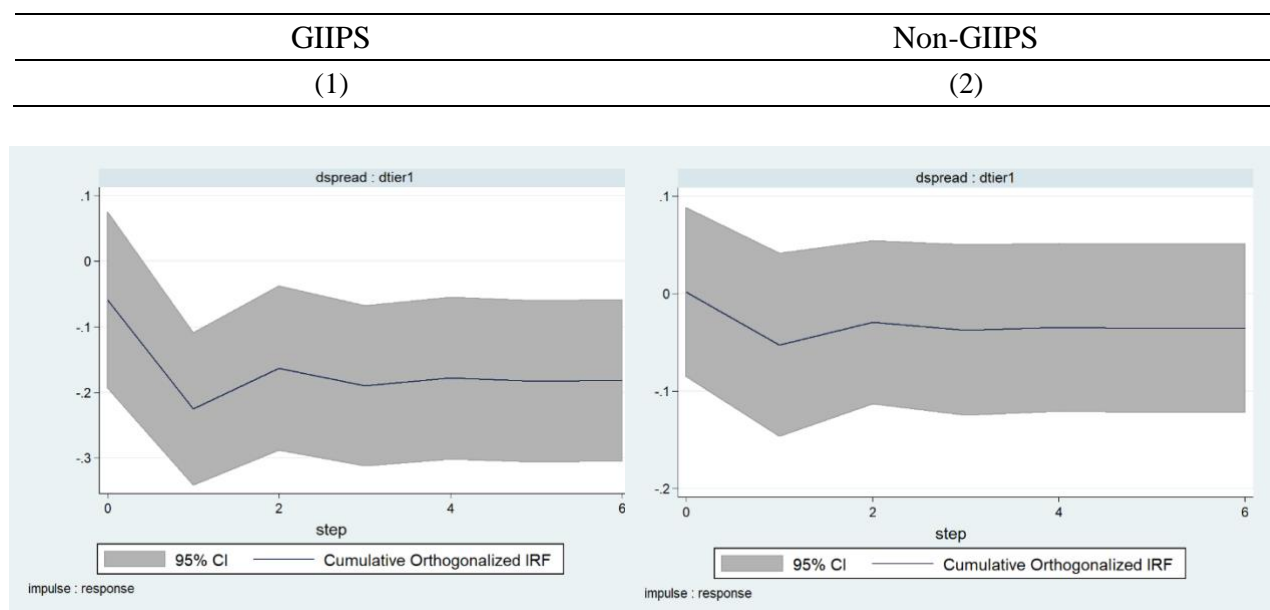 GIIPS Non-GIIPS
(1) (2)
dspread : dtier1
.1
0
-.1
-.2
-.3
0 2 4 6
step
95% CI Cumulative Orthogonalized IRF
impulse : response
dspread : dtier1
.1
0
-.1
-.2
0 2 4 6
step
95% CI Cumulative Orthogonalized IRF
impulse : response